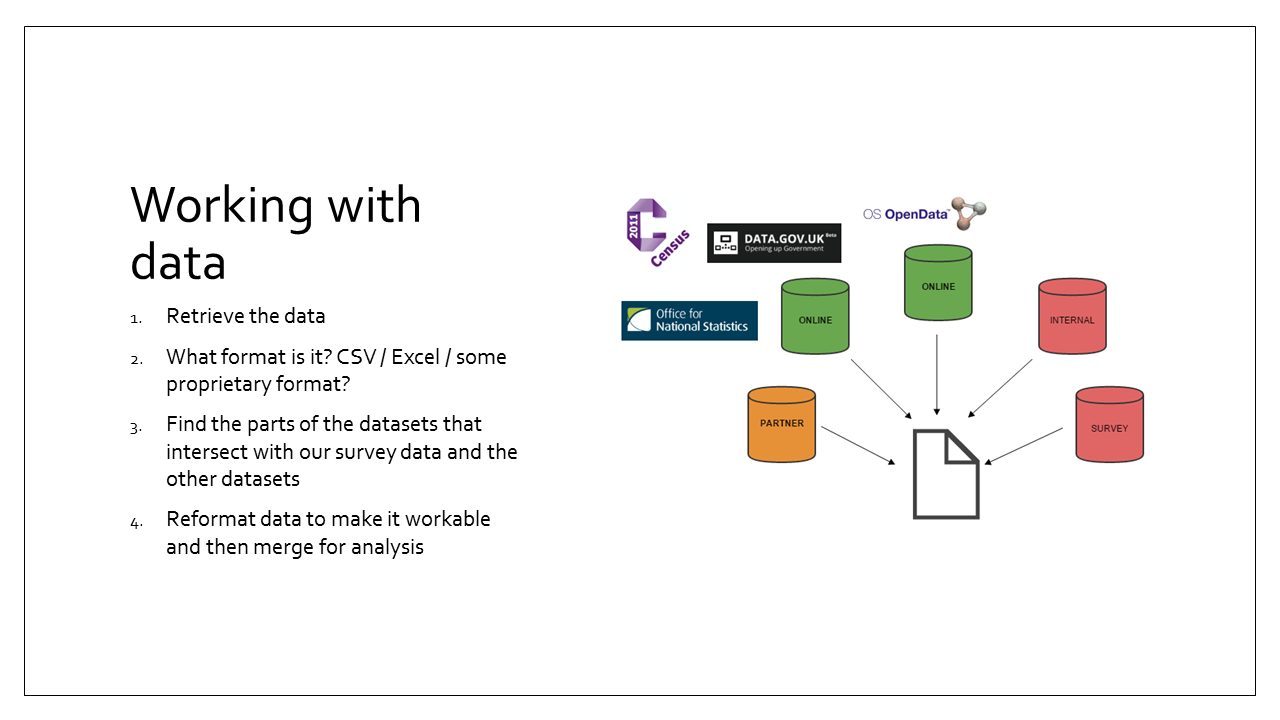 Working with
data
1. Retrieve the data
2. What format is it? CSV / Excel / some
proprietary format?
3. Find the parts of the datasets that
intersect with our survey data and the
other datasets
4. Reformat data to make it workable
and then merge for analysis
2011
Census
DATA.GOV.UK Beta
Opening up Government
OS OpenData™
Office for
National Statistics
ONLINE
ONLINE
INTERNAL
PARTNER
SURVEY